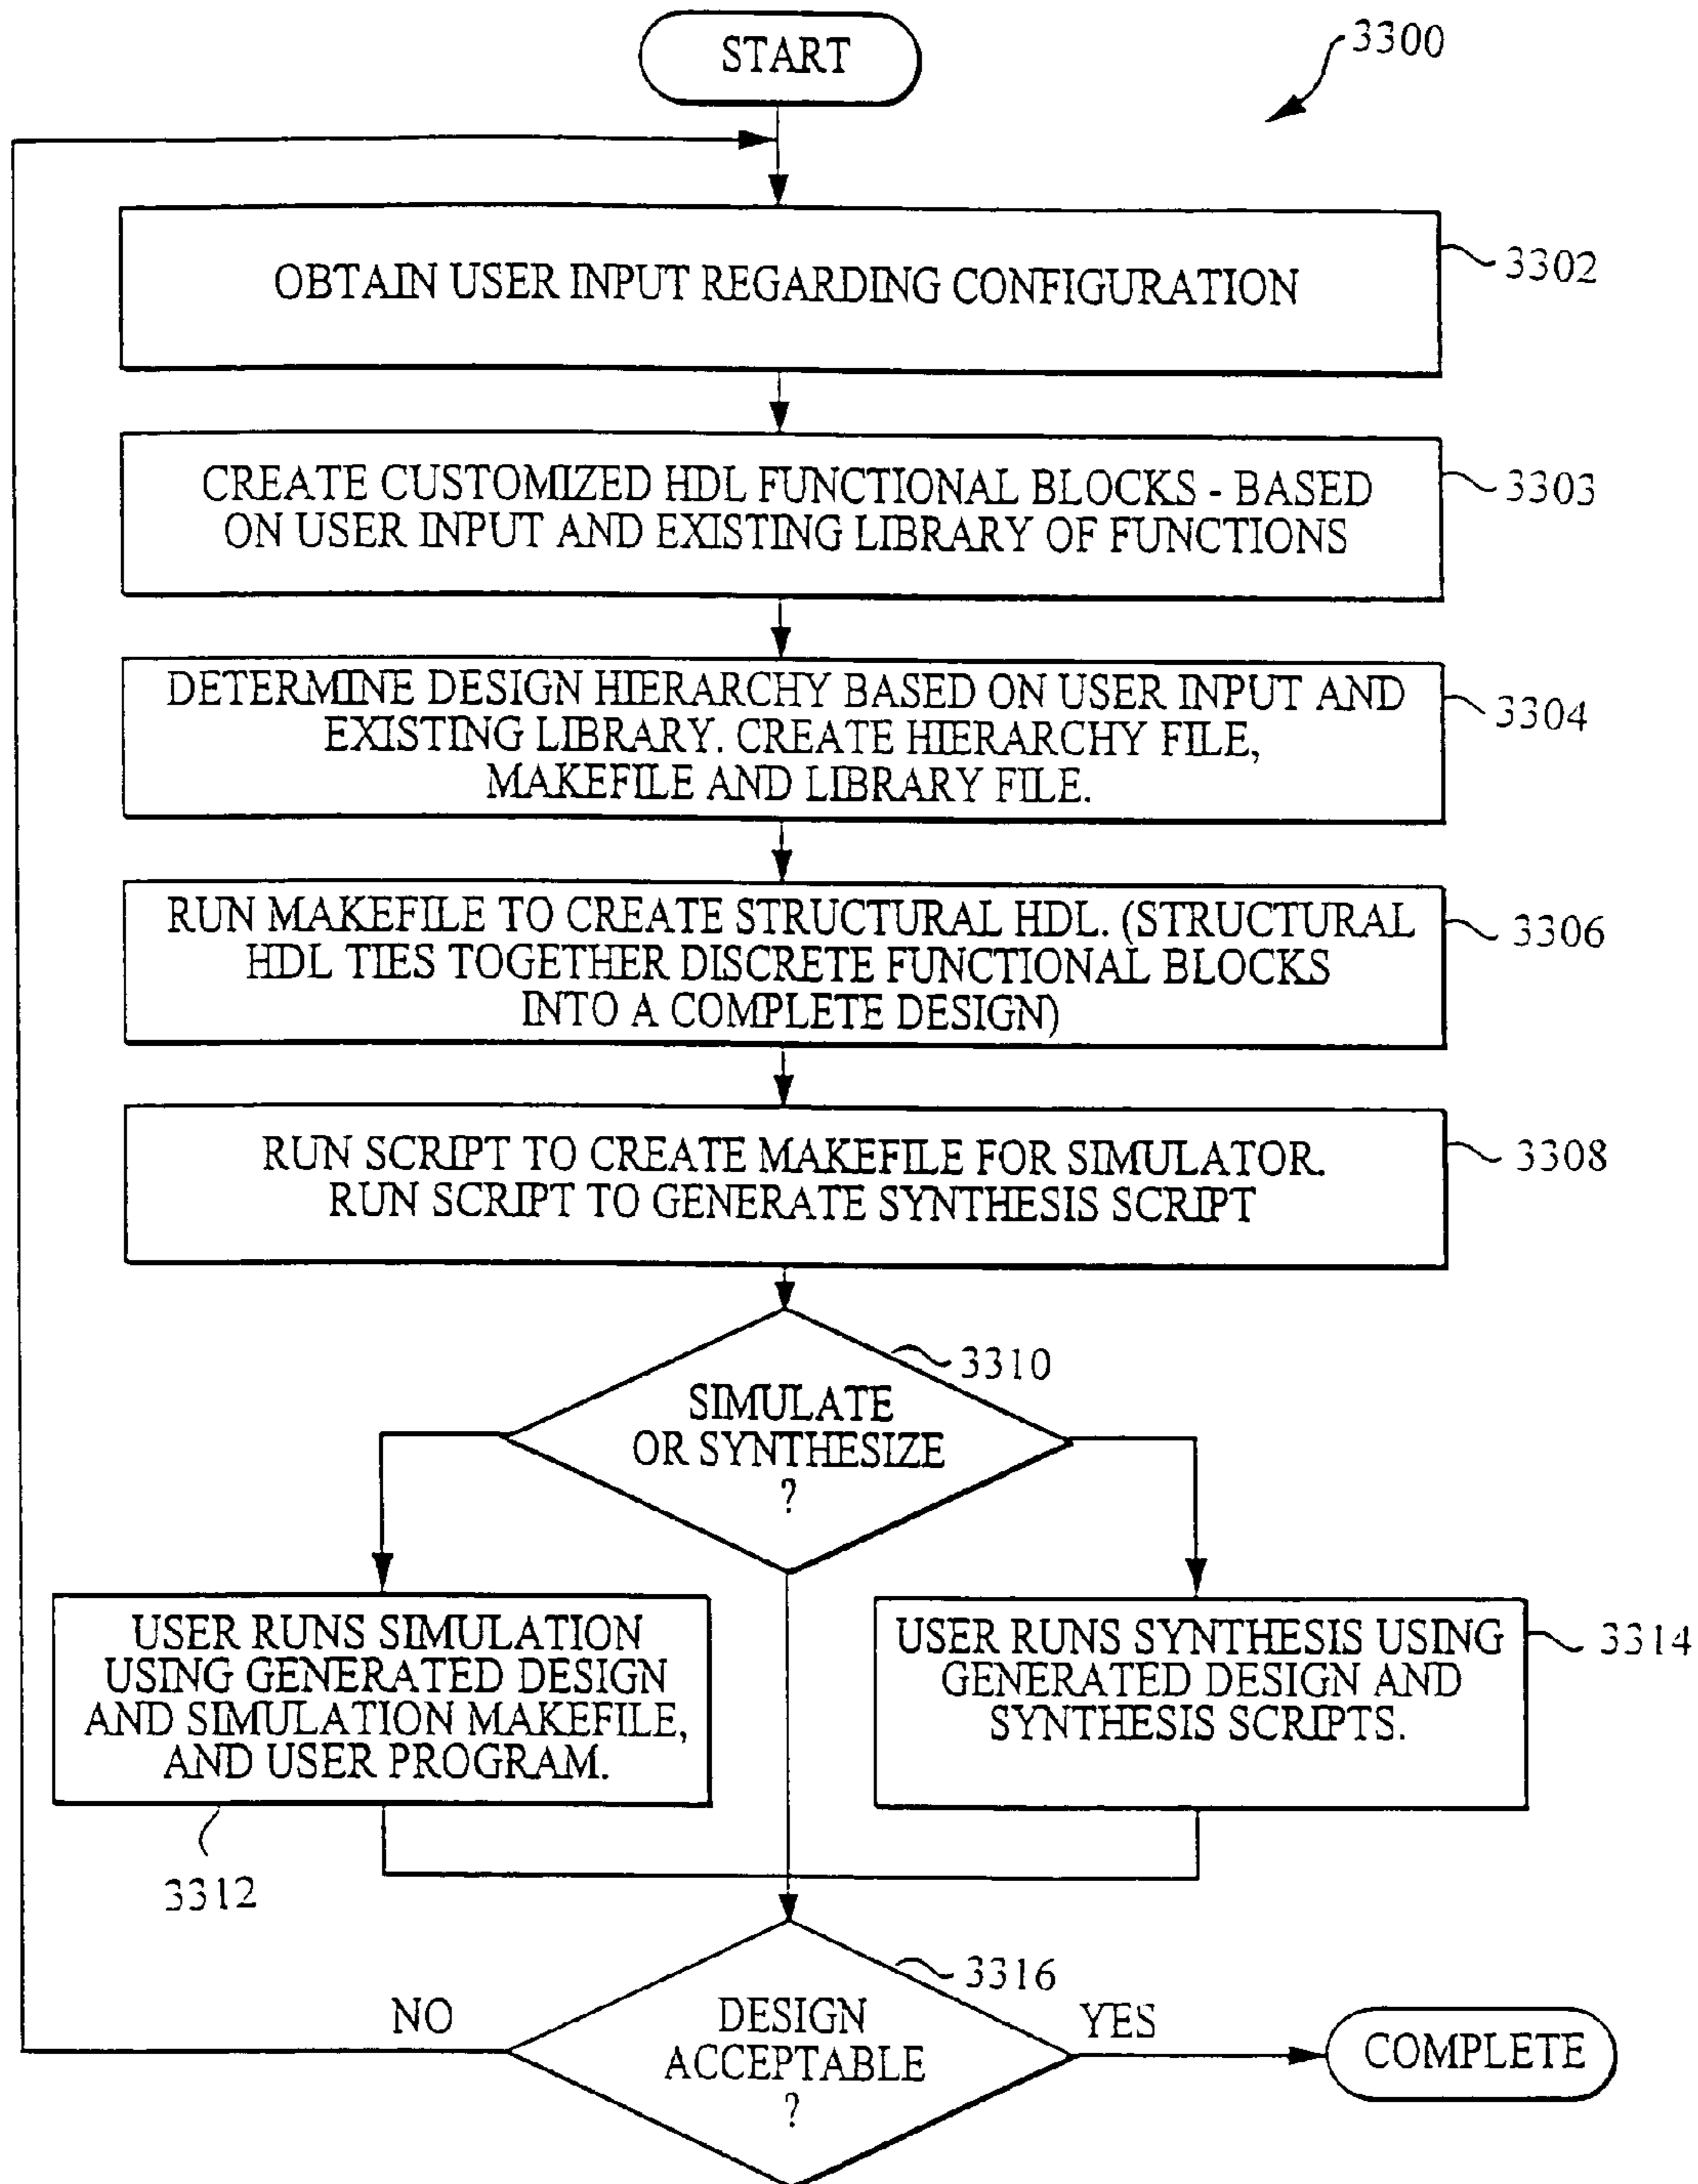 START
3300
OBTAIN USER INPUT REGARDING CONFIGURATION
3302
CREATE CUSTOMIZED HDL FUNCTIONAL BLOCKS - BASED
ON USER INPUT AND EXISTING LIBRARY OF FUNCTIONS
3303
DETERMINE DESIGN HIERARCHY BASED ON USER INPUT AND
EXISTING LIBRARY. CREATE HIERARCHY FILE,
MAKEFILE AND LIBRARY FILE.
3304
RUN MAKEFILE TO CREATE STRUCTURAL HDL. (STRUCTURAL
HDL TIES TOGETHER DISCRETE FUNCTIONAL BLOCKS
INTO A COMPLETE DESIGN)
3306
RUN SCRIPT TO CREATE MAKEFILE FOR SIMULATOR.
RUN SCRIPT TO GENERATE SYNTHESIS SCRIPT
3308
3310
SIMULATE
OR SYNTHESIZE
?
USER RUNS SIMULATION
USING GENERATED DESIGN
AND SIMULATION MAKEFILE,
AND USER PROGRAM.
3312
USER RUNS SYNTHESIS USING
GENERATED DESIGN AND
SYNTHESIS SCRIPTS.
3314
3316
DESIGN
ACCEPTABLE
?
NO
YES
COMPLETE